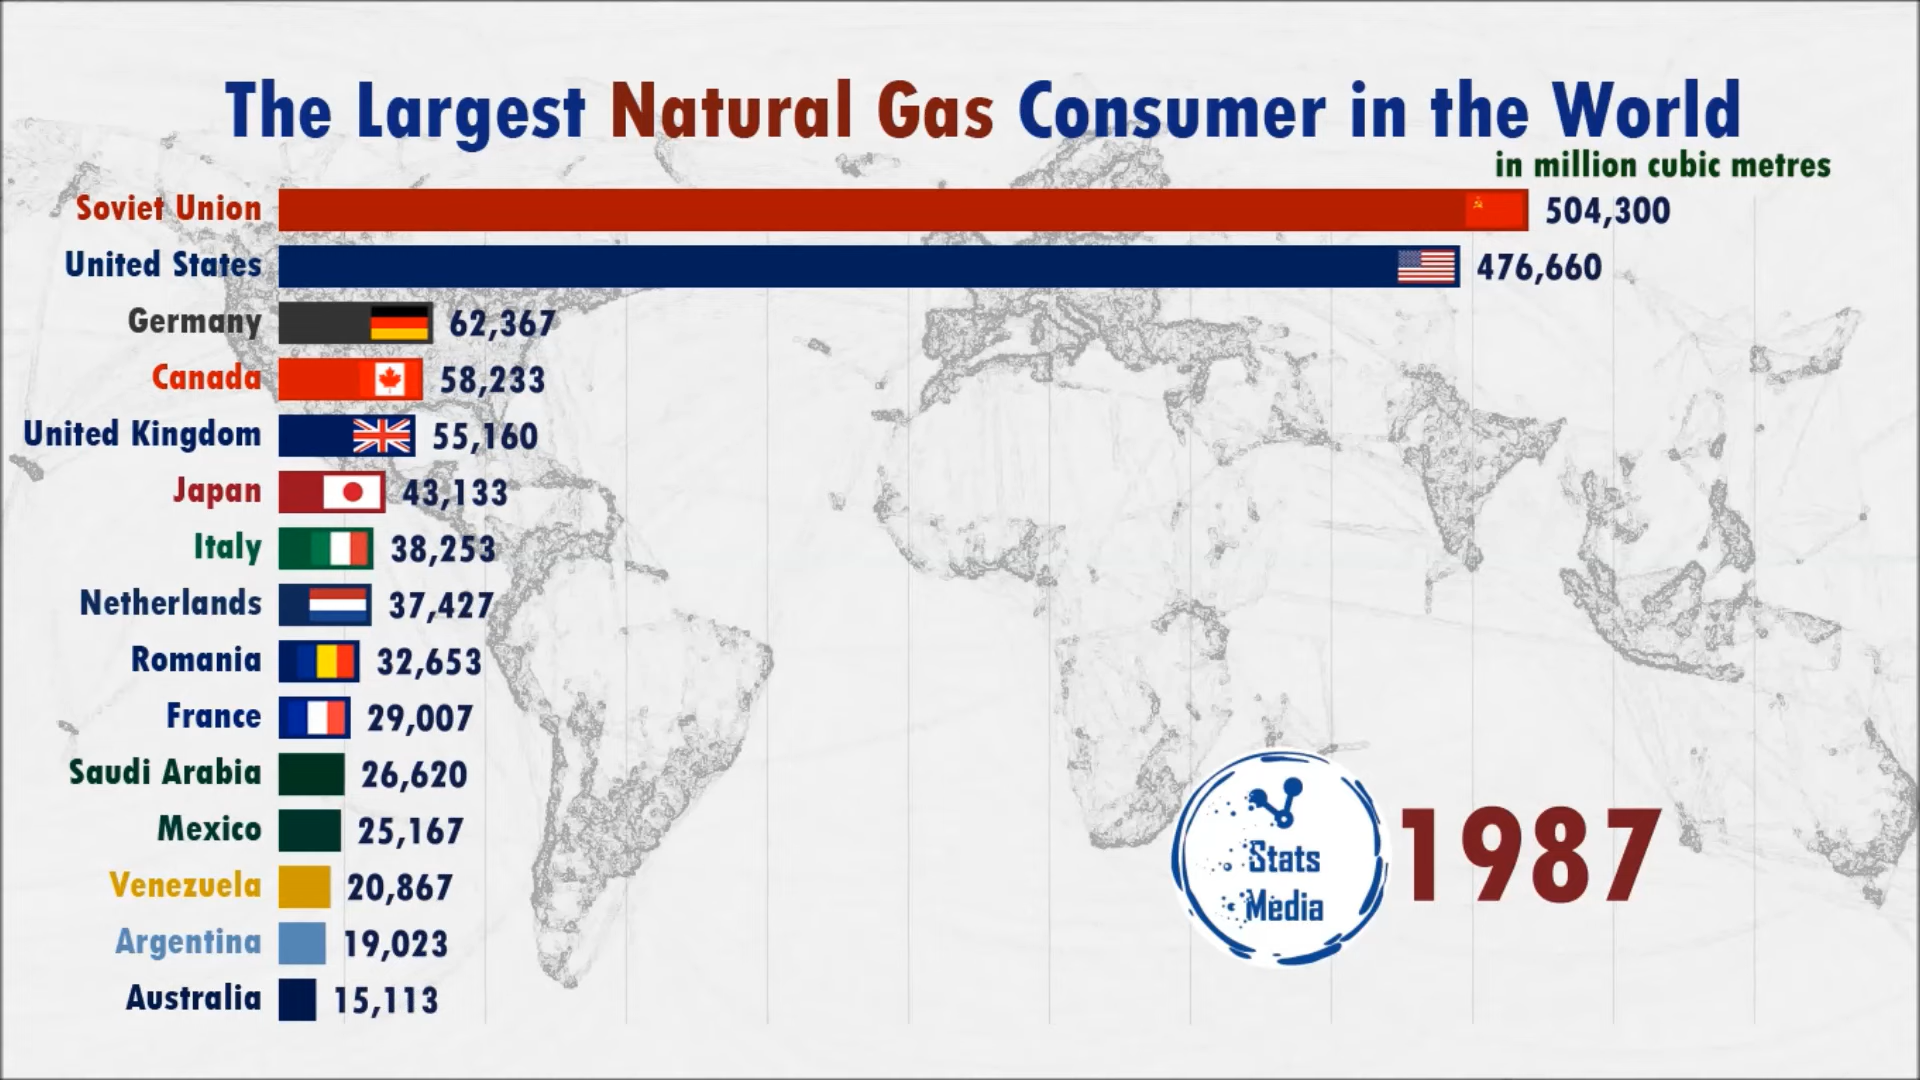 The Largest Natural Gas Consumer in the World
in million cubic metres
Soviet Union 504,300
United States 476,660
Germany 62,367
Canada 58,233
United Kingdom 55,160
Japan 43,133
Italy 38,253
Netherlands 37,427
Romania 32,653
France 29,007
Saudi Arabia 26,620
Mexico 25,167
Venezuela 20,867
Argentina 19,023
Australia 15,113
Stats
Media
1987